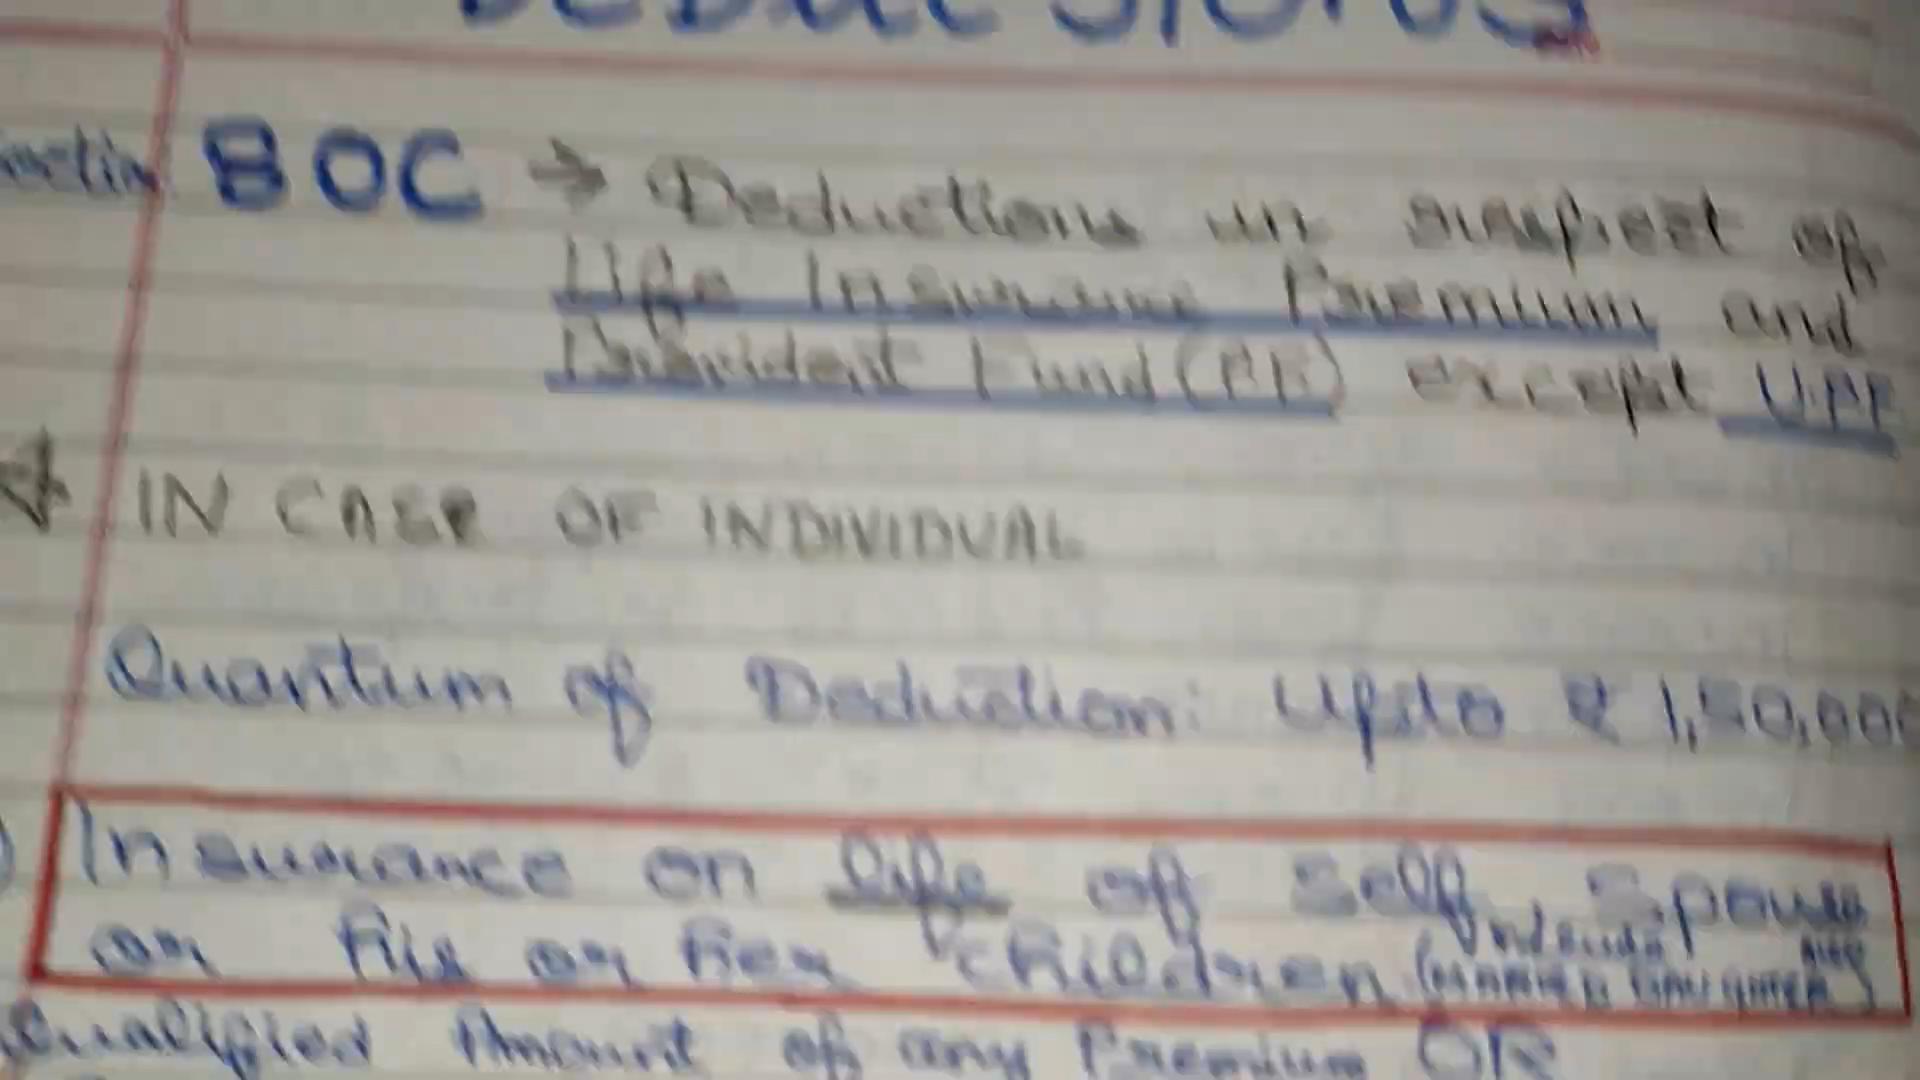 DEDUCTIONS
Section 80C → Deductions in respect of
Life Insurance Premium and
Provident Fund (PF) except UPF
IN CASE OF INDIVIDUAL
Quantum of Deduction: Upto ₹ 1,50,000
Insurance on life of Self, Spouse
or his or her children (
Qualified Amount of any Premium OR